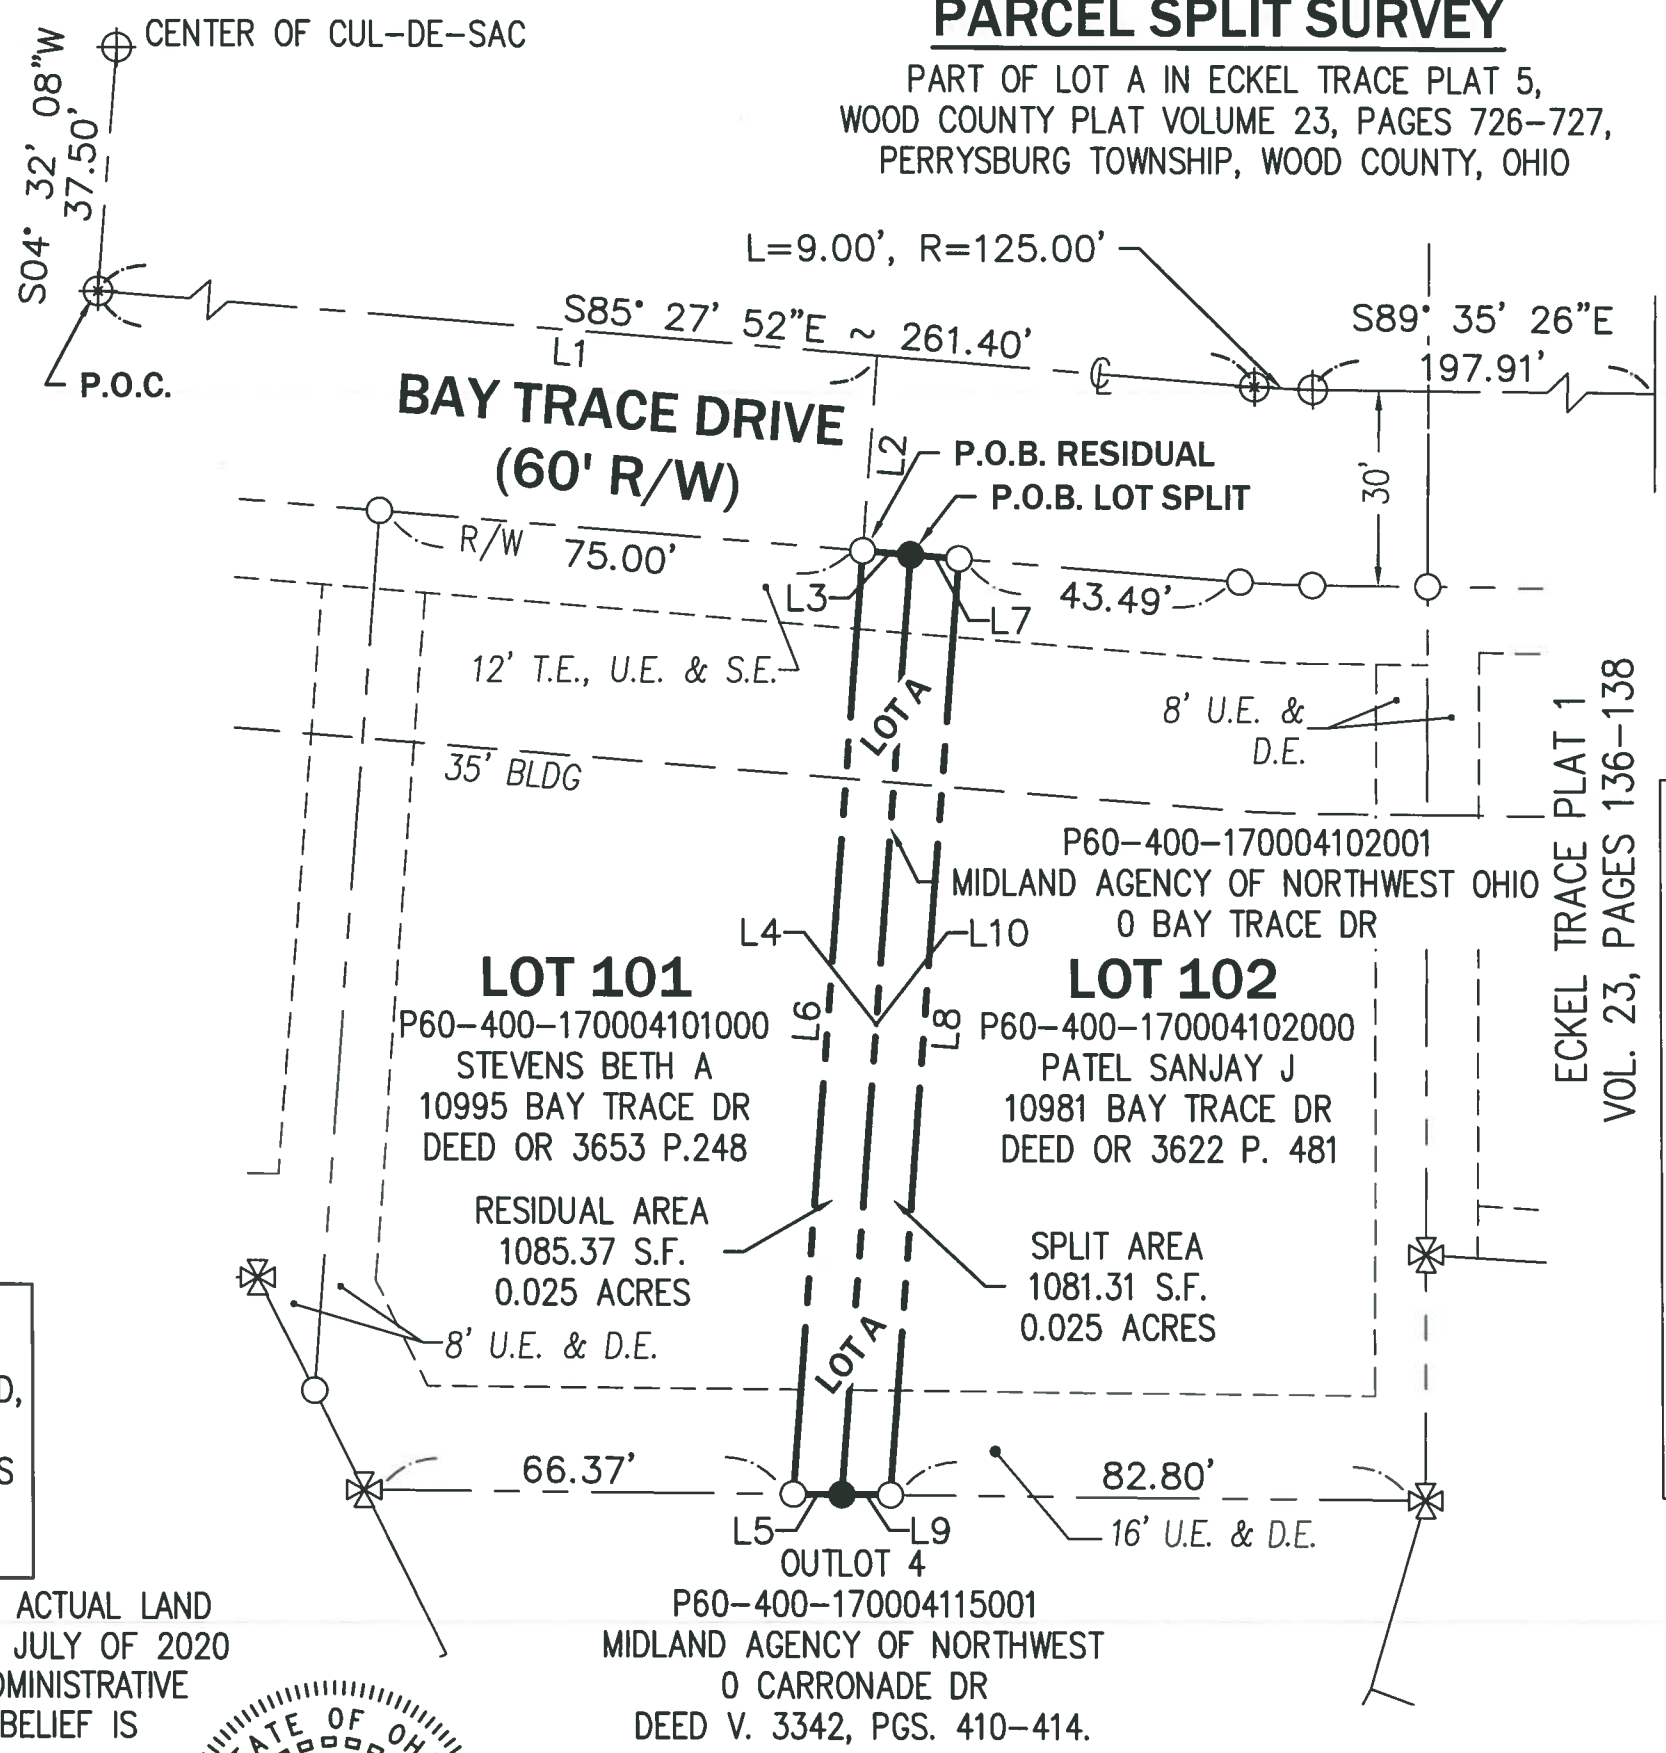 PARCEL SPLIT SURVEY
PART OF LOT A IN ECKEL TRACE PLAT 5,
WOOD COUNTY PLAT VOLUME 23, PAGES 726-727,
PERRYSBURG TOWNSHIP, WOOD COUNTY, OHIO
CENTER OF CUL-DE-SAC
S04° 32' 08"W
37.50'
P.O.C.
L=9.00', R=125.00'
S85° 27' 52"E ~ 261.40'
L1
S89° 35' 26"E
197.91'
BAY TRACE DRIVE
(60' R/W)
L2
P.O.B. RESIDUAL
P.O.B. LOT SPLIT
30'
R/W 75.00'
L3
L7
43.49'
12' T.E., U.E. & S.E.
LOT A
8' U.E. &
D.E.
35' BLDG
ECKEL TRACE PLAT 1
VOL. 23, PAGES 136-138
P60-400-170004102001
MIDLAND AGENCY OF NORTHWEST OHIO
0 BAY TRACE DR
L4
L10
LOT 101
P60-400-170004101000
STEVENS BETH A
10995 BAY TRACE DR
DEED OR 3653 P.248
L6
L8
LOT 102
P60-400-170004102000
PATEL SANJAY J
10981 BAY TRACE DR
DEED OR 3622 P. 481
RESIDUAL AREA
1085.37 S.F.
0.025 ACRES
SPLIT AREA
1081.31 S.F.
0.025 ACRES
8' U.E. & D.E.
LOT A
66.37'
82.80'
L5
L9
16' U.E. & D.E.
OUTLOT 4
P60-400-170004115001
MIDLAND AGENCY OF NORTHWEST
0 CARRONADE DR
DEED V. 3342, PGS. 410-414.
D,
S
ACTUAL LAND
JULY OF 2020
DMINISTRATIVE
BELIEF IS
ATE OF OH